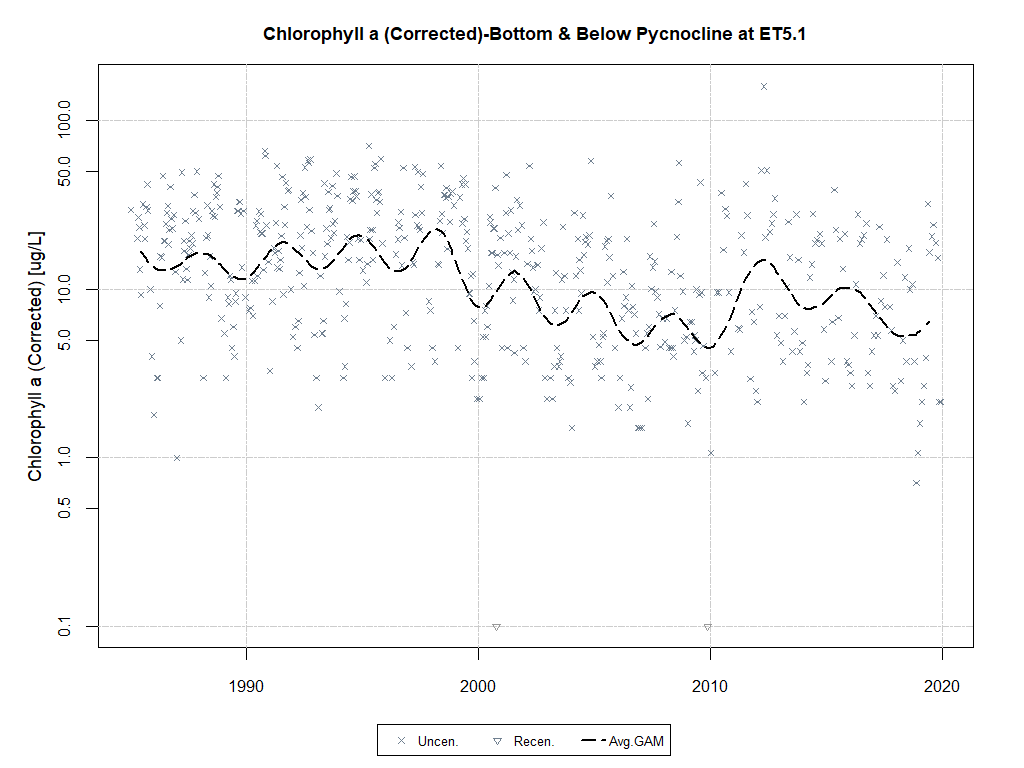 Chlorophyll a (Corrected)-Bottom & Below Pycnocline at ET5.1
Chlorophyll a (Corrected) [ug/L]
100.0
50.0
10.0
5.0
1.0
0.5
0.1
1990
2000
2010
2020
Uncen.
Recen.
Avg.GAM